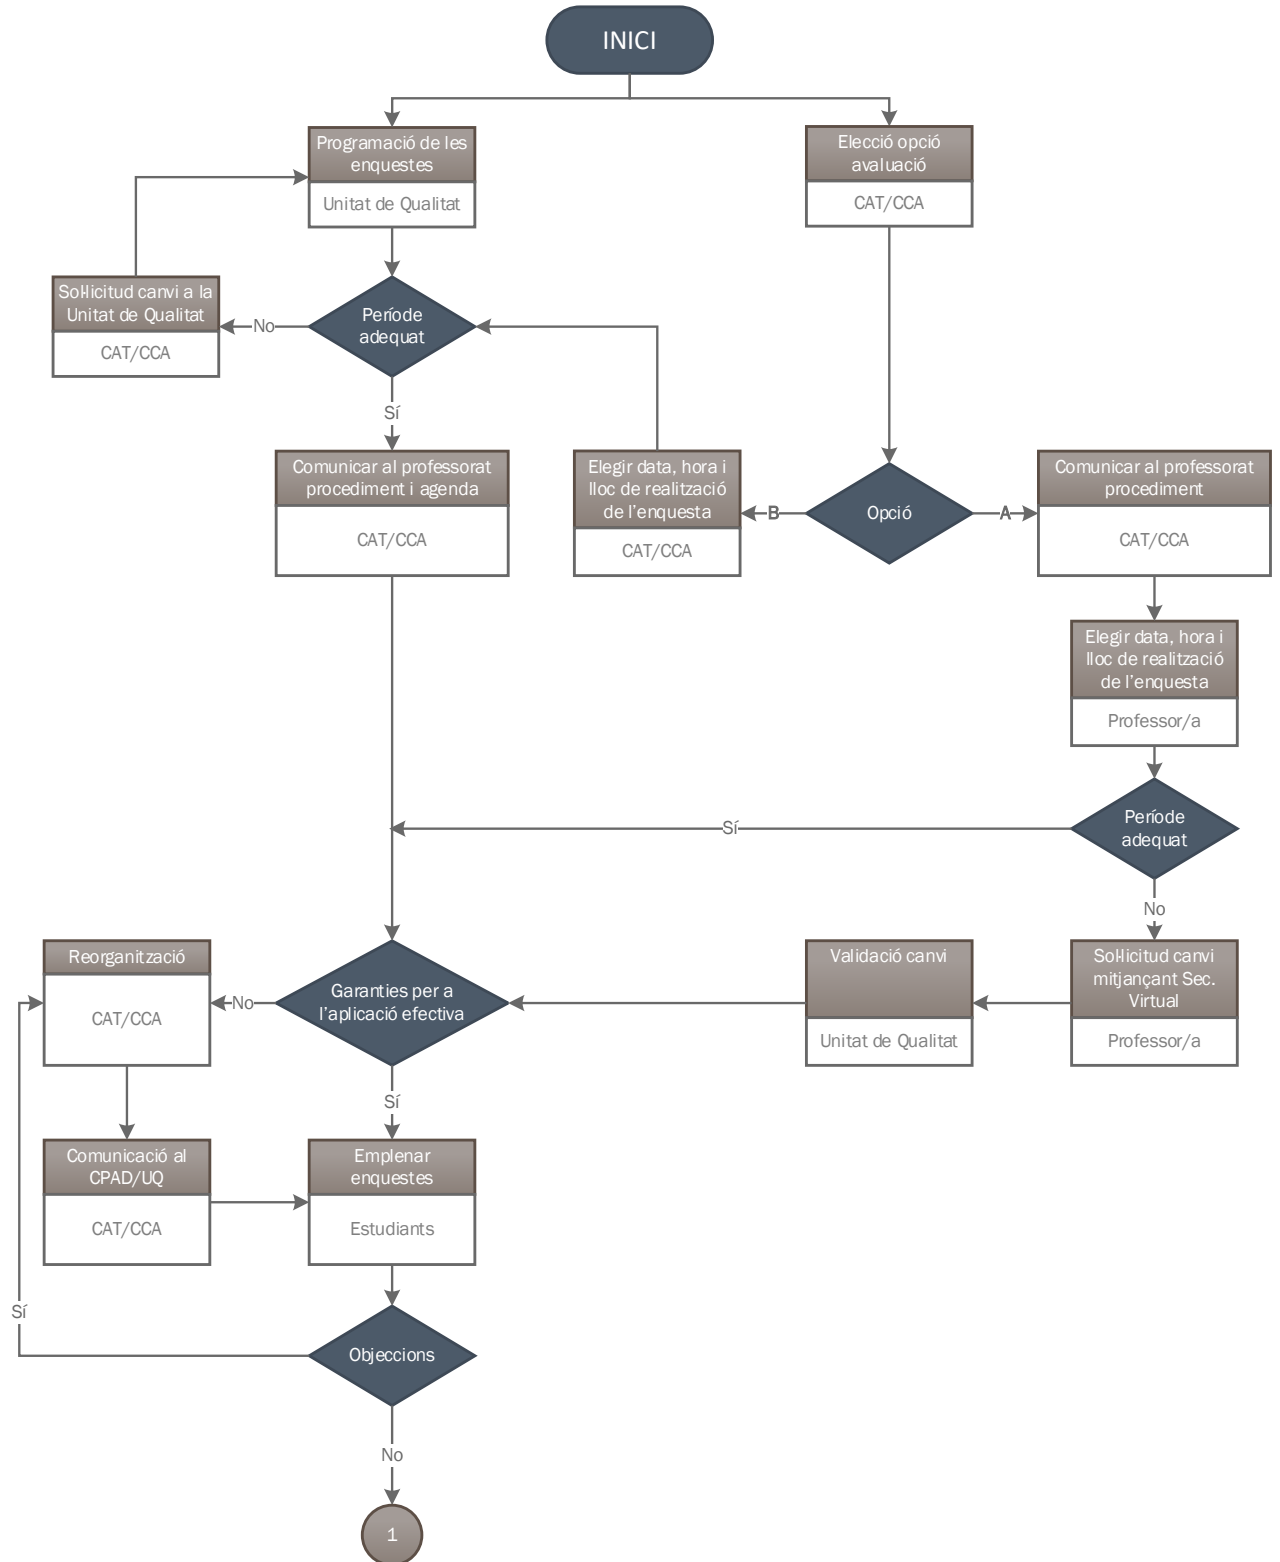 INICI
Programació de les
enquestes
Unitat de Qualitat
Elecció opció
avaluació
CAT/CCA
Sol·licitud canvi a la
Unitat de Qualitat
CAT/CCA
No
Període
adequat
Sí
Comunicar al professorat
procediment i agenda
CAT/CCA
Elegir data, hora i
lloc de realització
de l'enquesta
CAT/CCA
B
Opció
A
Comunicar al professorat
procediment
CAT/CCA
Elegir data, hora i
lloc de realització
de l'enquesta
Professor/a
Període
adequat
Sí
No
Reorganització
CAT/CCA
No
Garanties per a
l'aplicació efectiva
Validació canvi
Unitat de Qualitat
Sol·licitud canvi
mitjançant Sec.
Virtual
Professor/a
Sí
Comunicació al
CPAD/UQ
CAT/CCA
Emplenar
enquestes
Estudiants
Sí
Objeccions
No
1